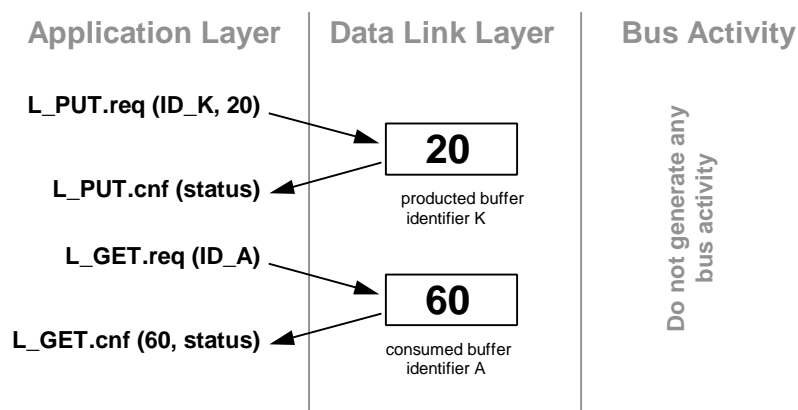 Application Layer
Data Link Layer
Bus Activity
L_PUT.req (ID_K, 20)
20
L_PUT.cnf (status)
producted buffer
identifier K
L_GET.req (ID_A)
60
L_GET.cnf (60, status)
consumed buffer
identifier A
Do not generate any
bus activity